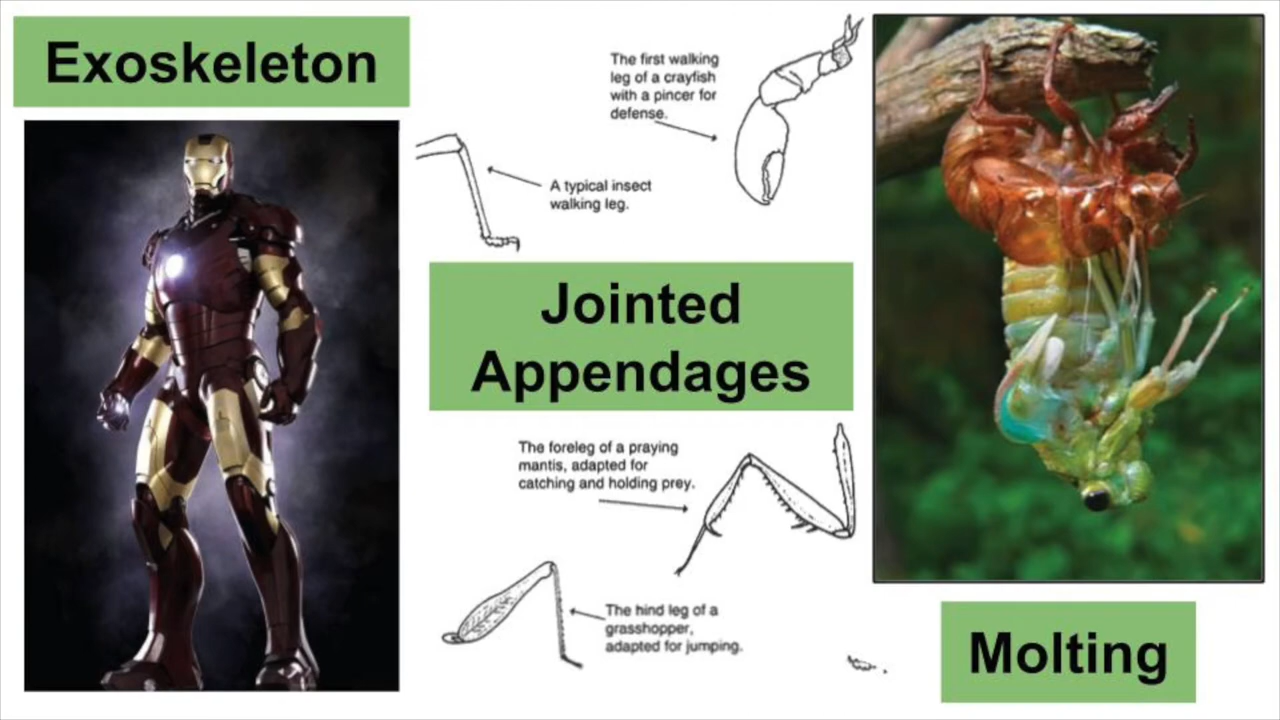 Exoskeleton
The first walking
leg of a crayfish
with a pincer for
defense.
A typical insect
walking leg.
Jointed
Appendages
The foreleg of a praying
mantis, adapted for
catching and holding prey.
The hind leg of a
grasshopper,
adapted for jumping.
Molting